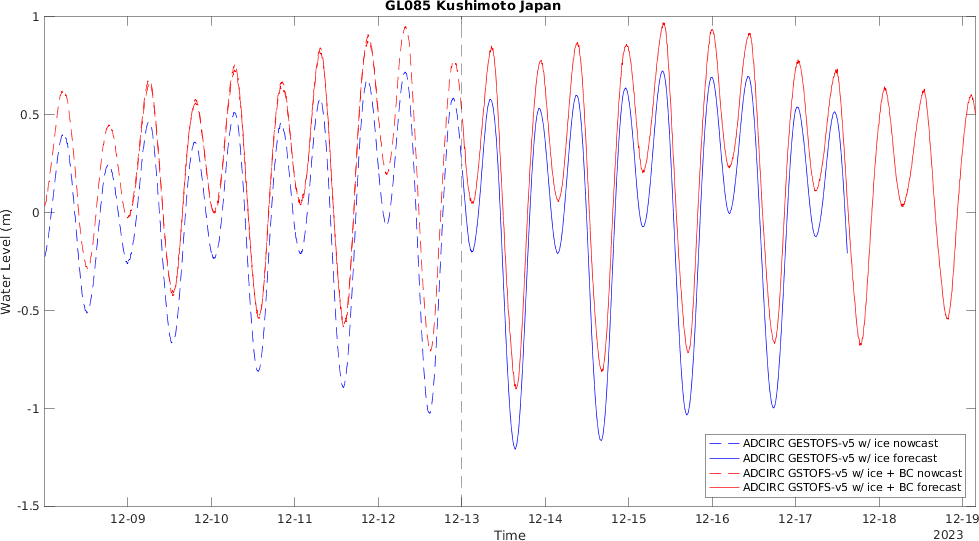 GL085 Kushimoto Japan
1
0.5
0
-0.5
-1
-1.5
Water Level (m)
ADCIRC GESTOFS-v5 w/ ice nowcast
ADCIRC GESTOFS-v5 w/ ice forecast
ADCIRC GSTOFS-v5 w/ ice + BC nowcast
ADCIRC GSTOFS-v5 w/ ice + BC forecast
12-09 12-10 12-11 12-12 12-13 12-14 12-15 12-16 12-17 12-18 12-19
Time
2023